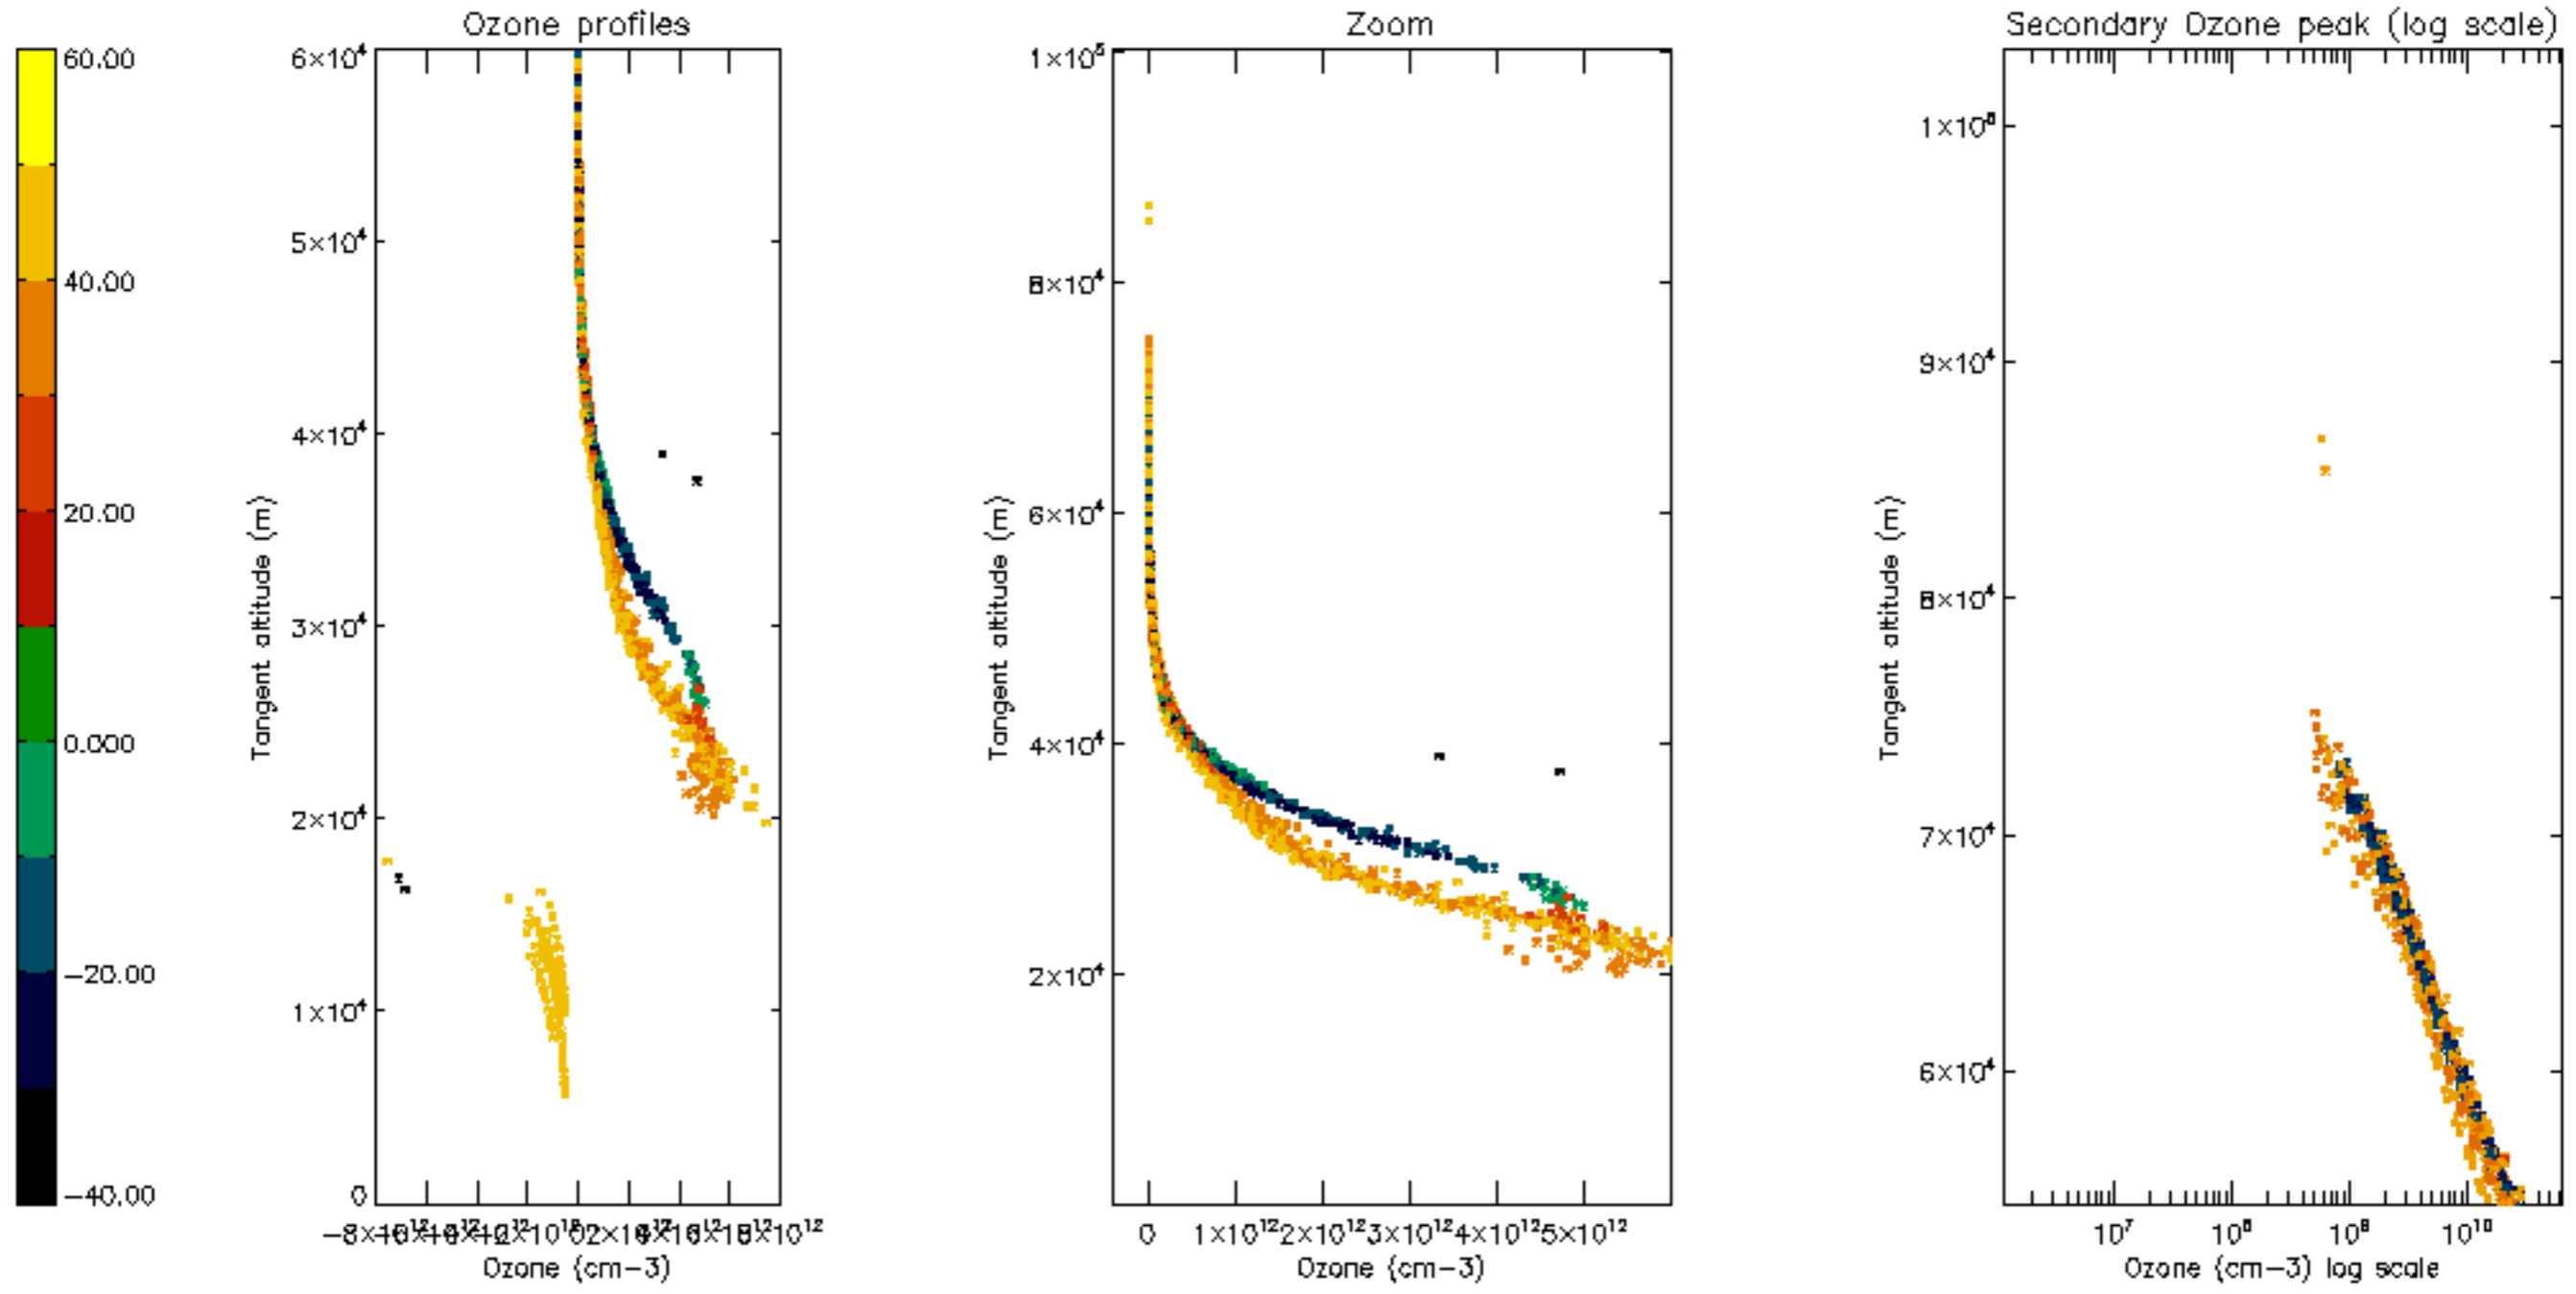 Ozone profiles
Zoom
Secondary Ozone peak (log scale)
60.00
40.00
20.00
0.000
−20.00
−40.00
6×10⁴
5×10⁴
4×10⁴
3×10⁴
2×10⁴
1×10⁴
0
Tangent altitude (m)
Ozone (cm−3)
1×10⁵
8×10⁴
6×10⁴
4×10⁴
2×10⁴
Tangent altitude (m)
0 1×10¹² 2×10¹² 3×10¹² 4×10¹² 5×10¹²
Ozone (cm−3)
9×10⁴
8×10⁴
7×10⁴
6×10⁴
Tangent altitude (m)
10⁷ 10⁸ 10⁹ 10¹⁰
Ozone (cm−3) log scale